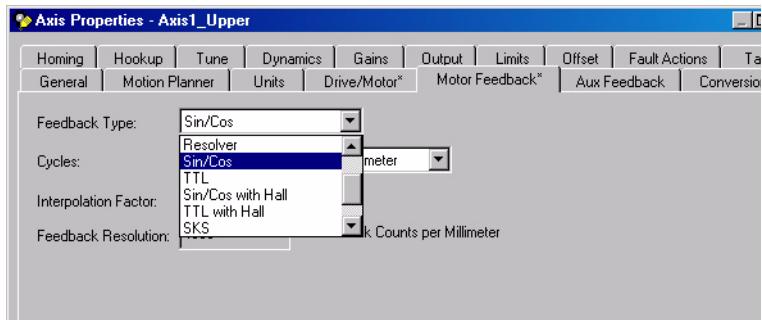 Axis Properties - Axis1_Upper
Homing Hookup Tune Dynamics Gains Output Limits Offset Fault Actions
General Motion Planner Units Drive/Motor* Motor Feedback* Aux Feedback
Feedback Type: Sin/Cos
Resolver
Sin/Cos
Cycles:
TTL
Sin/Cos with Hall
Interpolation Factor:
TTL with Hall
SKS
Feedback Resolution: Counts per Millimeter